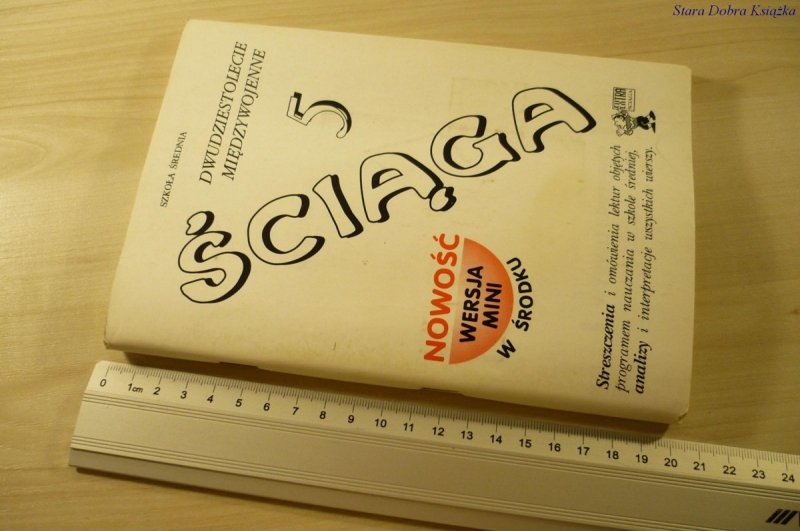 Stara Dobra Książka
SZKOŁA ŚREDNIA
DWUDZIESTOLECIE
MIĘDZYWOJENNE
5
ŚCIĄGA
NOWOŚĆ
WERSJA
MINI
W ŚRODKU
Streszczenia i omówienia lektur objętych
programem nauczania w szkole średniej,
analizy i interpretacje wszystkich wierszy.
0 1cm 2 3 4 5 6 7 8 9 10 11 12 13 14 15 16 17 18 19 20 21 22 23 24